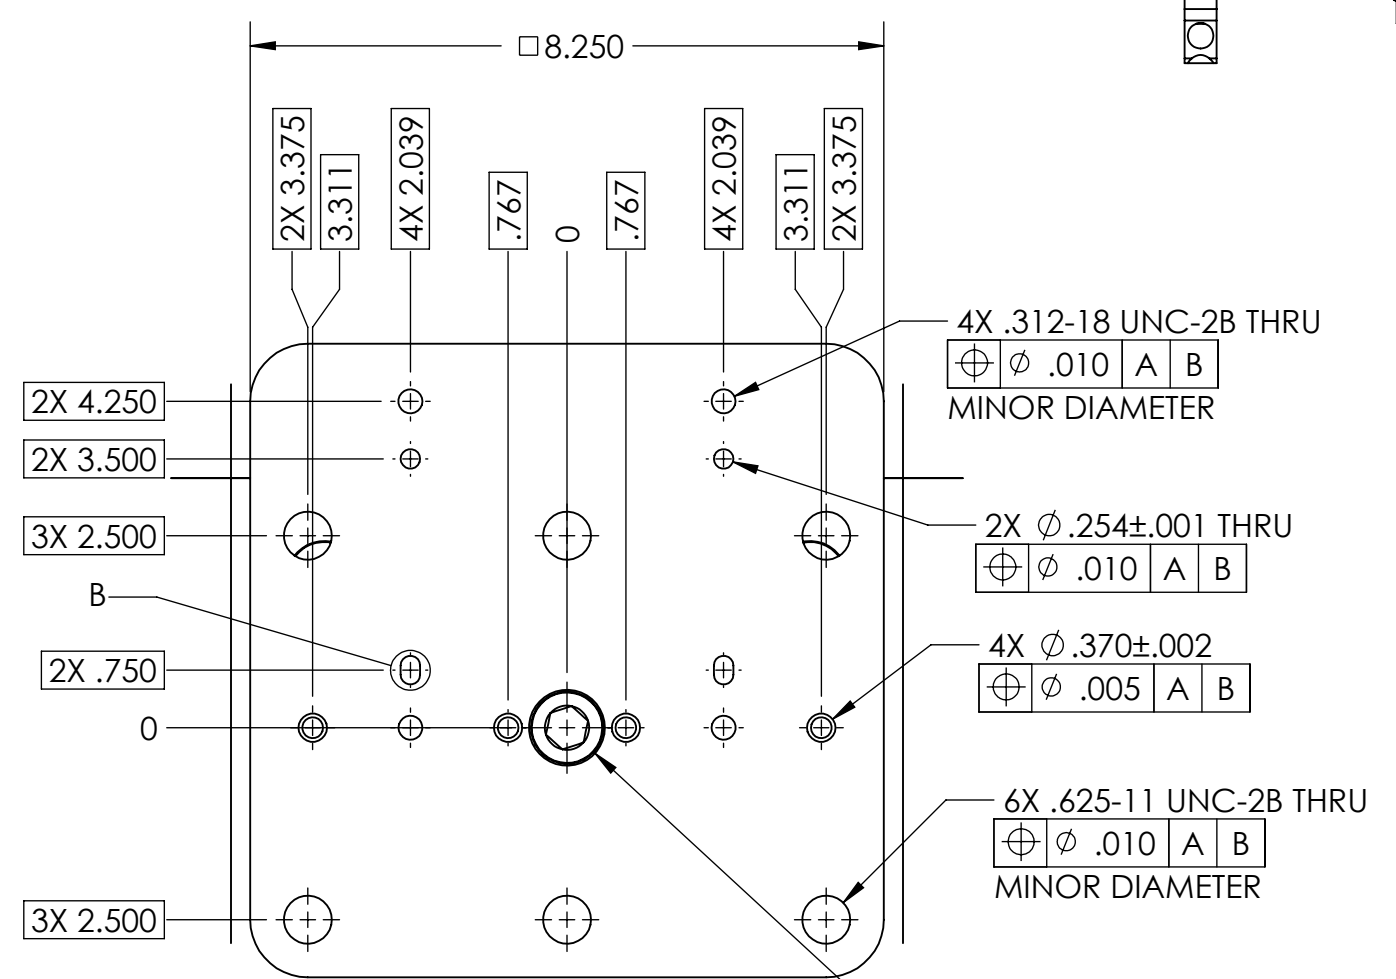 □8.250
2X 3.375
3.311
4X 2.039
.767
0
.767
4X 2.039
3.311
2X 3.375
4X .312-18 UNC-2B THRU
⌖ ⌀ .010 A B
MINOR DIAMETER
2X 4.250
2X 3.500
3X 2.500
2X ⌀.254±.001 THRU
⌖ ⌀ .010 A B
B
2X .750
4X ⌀.370±.002
⌖ ⌀ .005 A B
0
6X .625-11 UNC-2B THRU
⌖ ⌀ .010 A B
MINOR DIAMETER
3X 2.500